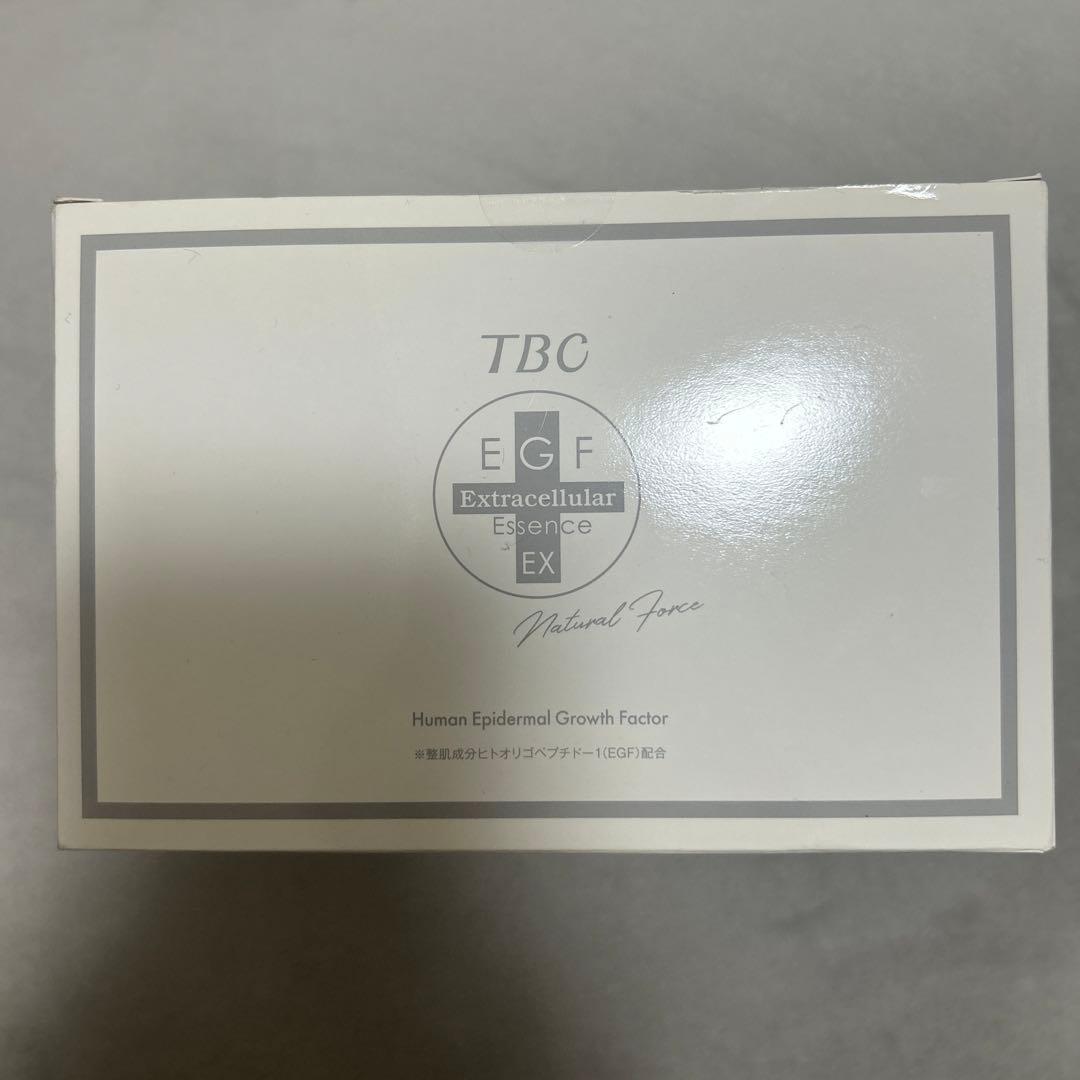 TBC
EGF
Extracellular
Essence
EX
Natural Force
Human Epidermal Growth Factor
※整肌成分ヒトオリゴペプチド－1(EGF)配合